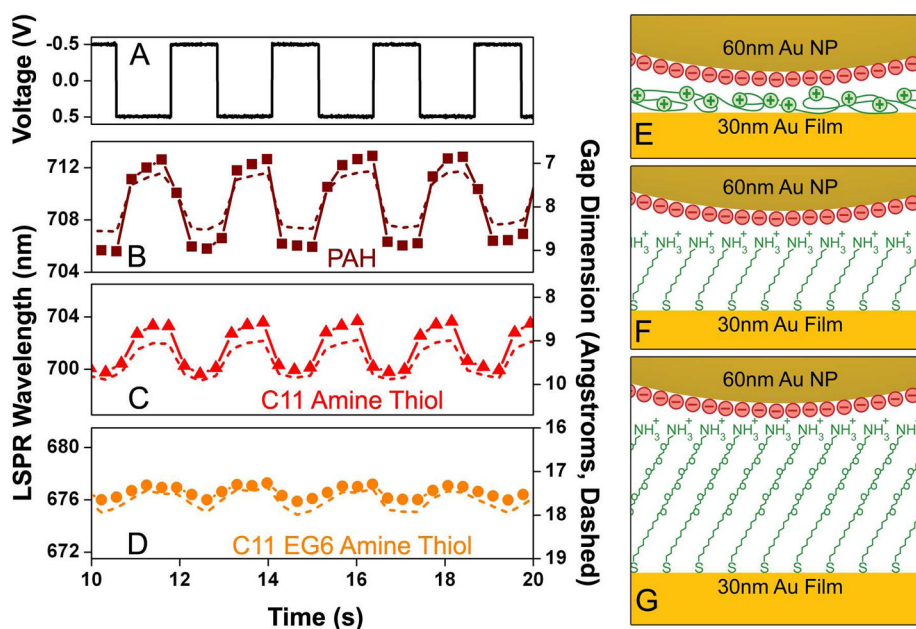 Voltage (V)
-0.5
0.0
0.5
A
LSPR Wavelength (nm)
712
708
704
B
PAH
7
8
9
704
700
C
C11 Amine Thiol
8
9
10
680
676
672
D
C11 EG6 Amine Thiol
16
17
18
19
Gap Dimension (Angstroms, Dashed)
10 12 14 16 18 20
Time (s)
60nm Au NP
− − − − − − − − − − − − − − − −
+ + + + + + + +
E
30nm Au Film
60nm Au NP
− − − − − − − − − − − − − − − −
NH₃⁺ NH₃⁺ NH₃⁺ NH₃⁺ NH₃⁺ NH₃⁺ NH₃⁺ NH₃⁺
S S S S S S S S
F
30nm Au Film
60nm Au NP
− − − − − − − − − − − − − − − −
NH₃⁺ NH₃⁺ NH₃⁺ NH₃⁺ NH₃⁺ NH₃⁺ NH₃⁺ NH₃⁺
S S S S S S S S
G
30nm Au Film